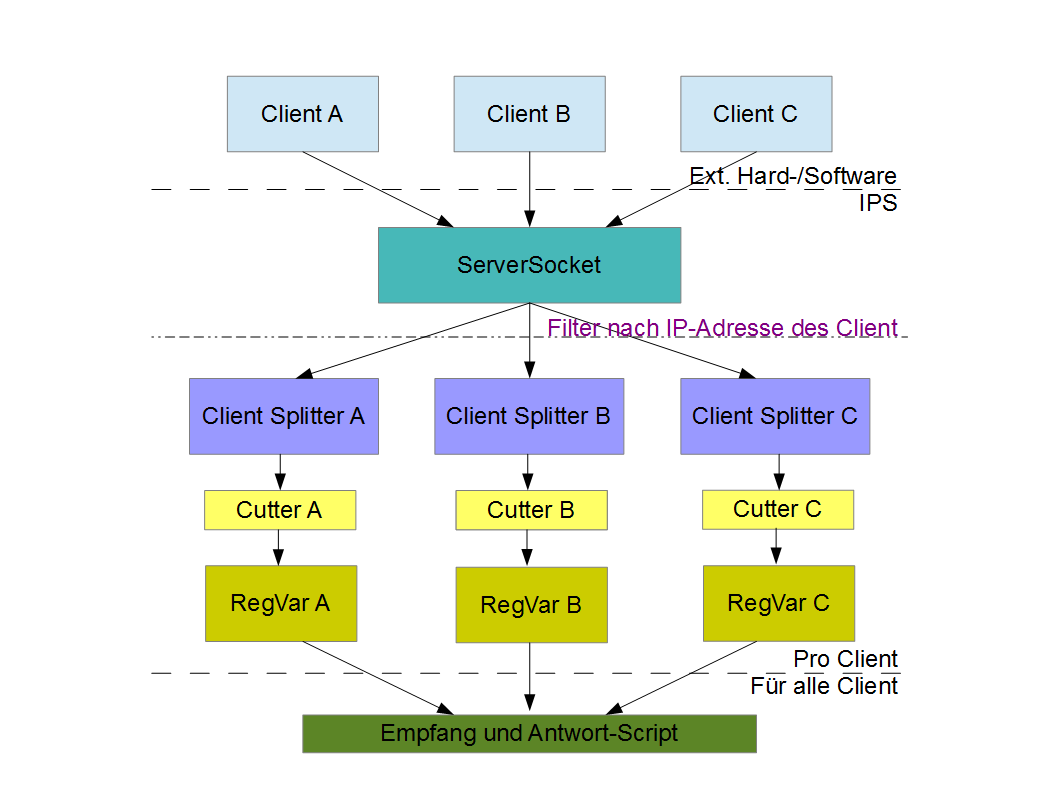 Client A
Client B
Client C
Ext. Hard-/Software
IPS
ServerSocket
Filter nach IP-Adresse des Client
Client Splitter A
Client Splitter B
Client Splitter C
Cutter A
Cutter B
Cutter C
RegVar A
RegVar B
RegVar C
Pro Client
Für alle Client
Empfang und Antwort-Script